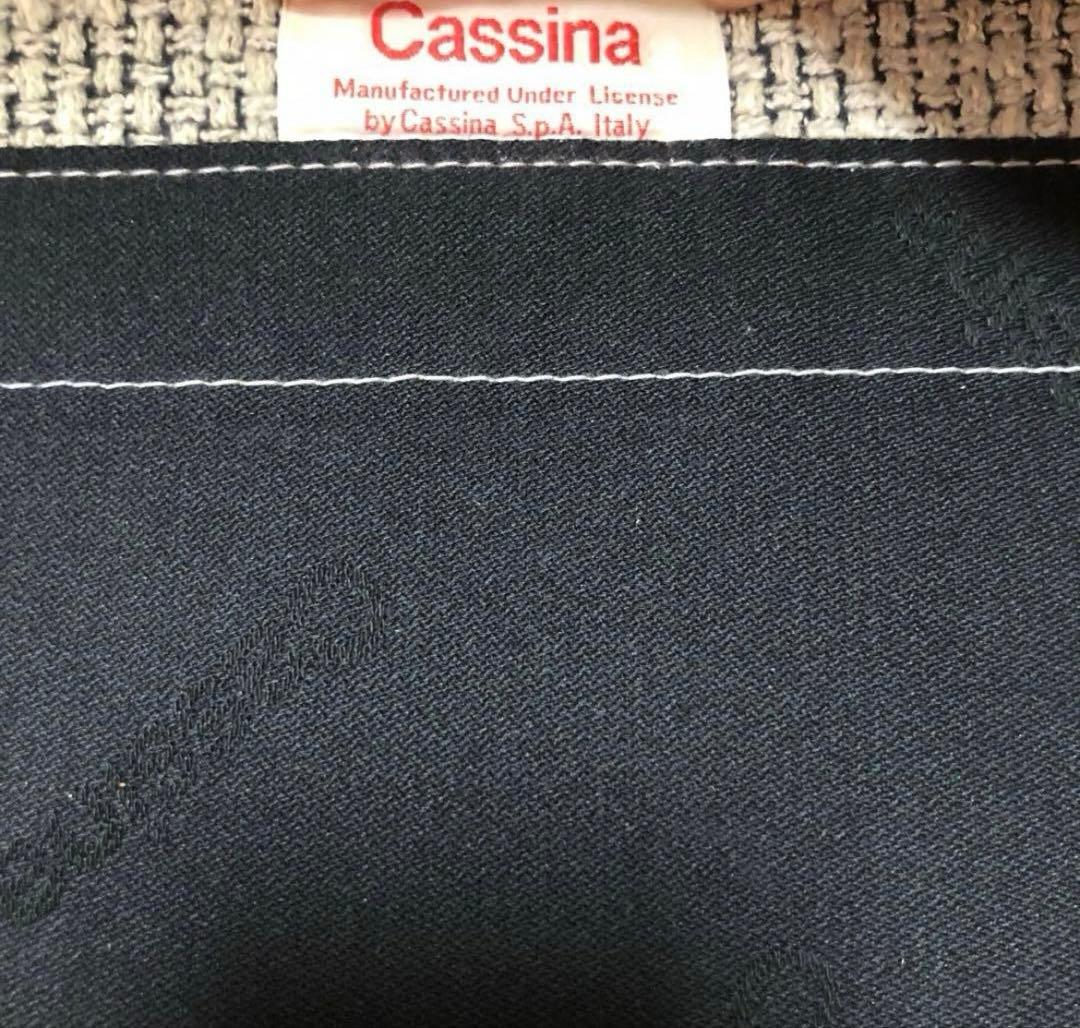 Cassina
Manufactured Under License
by Cassina S.p.A. Italy